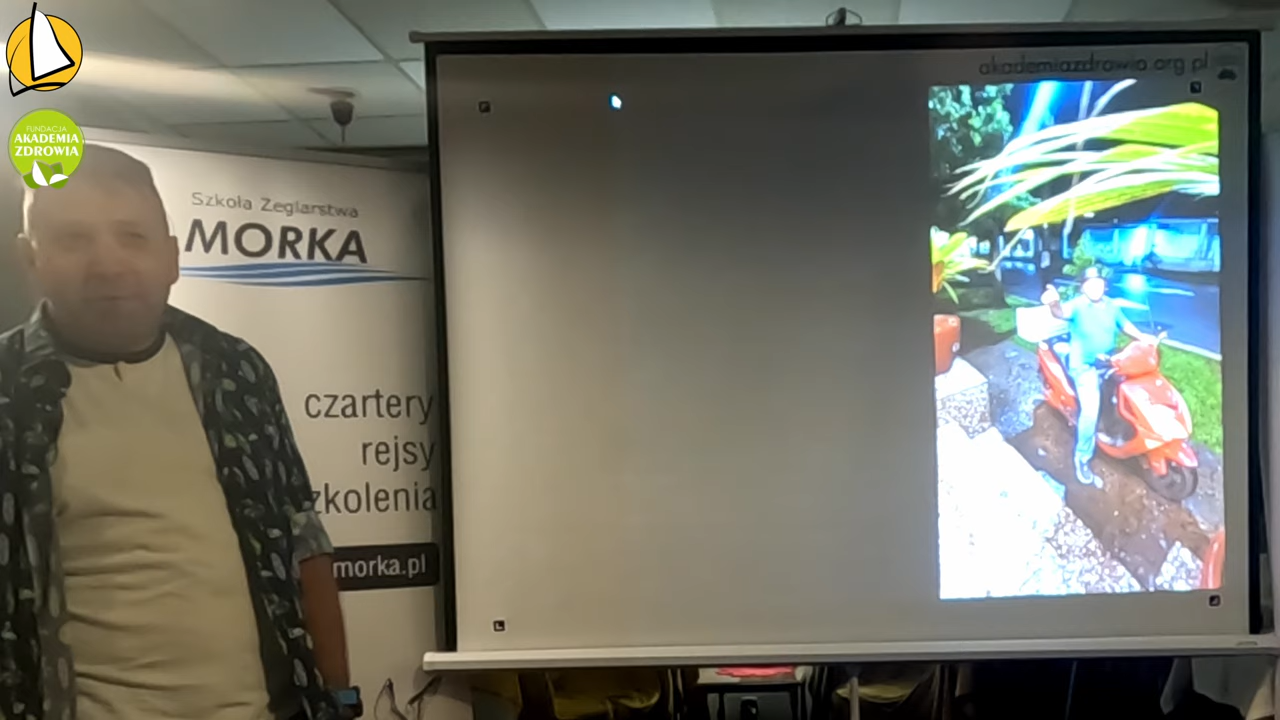 FUNDACJA
AKADEMIA
ZDROWIA
Szkoła Żeglarstwa
MORKA
czartery
rejsy
zkolenia
morka.pl
akademiazdrowia.org.pl